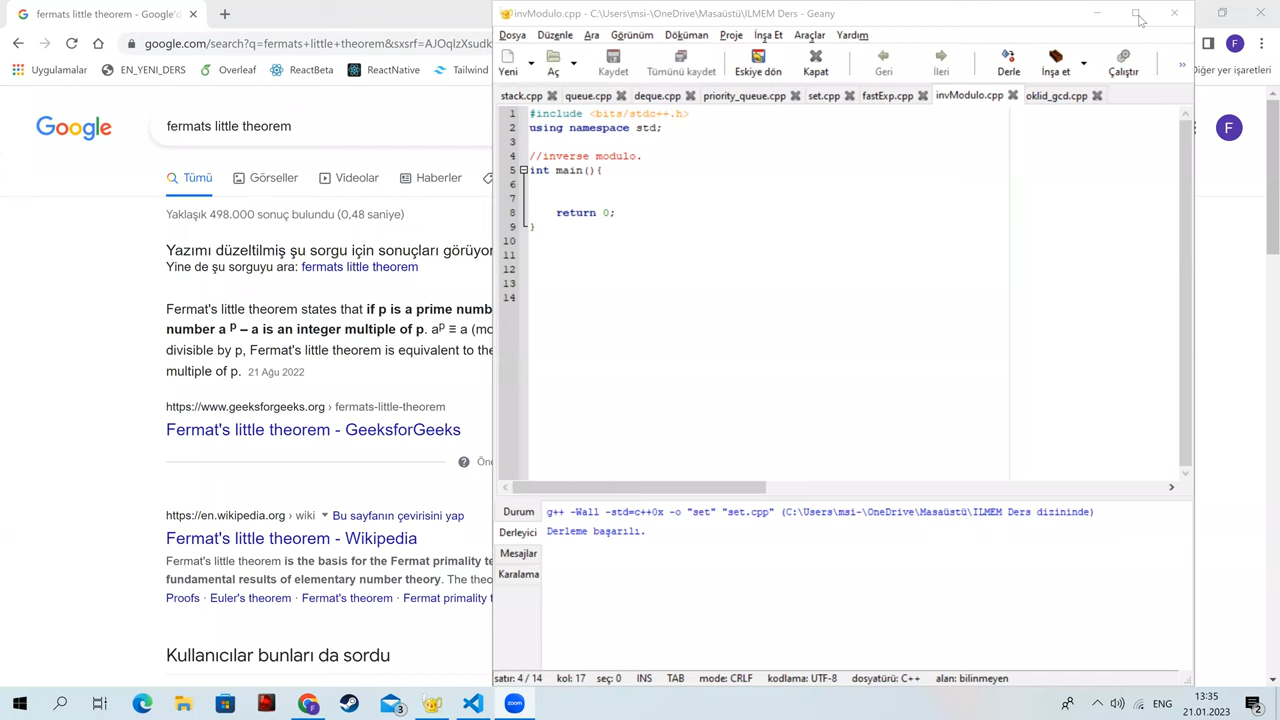 fermats little theorem - Google'd
google.com/search?q=fermats+little+theorem&sxsrf=AJOqlzXsudk
Uygulamalar
EN_YENI_DERS
Overleaf
ReactBeta
ReactNative
Tailwind
Diğer yer işaretleri
Google
fermats little theorem
F
Tümü
Görseller
Videolar
Haberler
Yaklaşık 498.000 sonuç bulundu (0,48 saniye)
Yazımı düzeltilmiş şu sorgu için sonuçları görüyor
Yine de şu sorguyu ara: fermats little theorem
Fermat's little theorem states that if p is a prime numb
number a p – a is an integer multiple of p. aᵖ ≡ a (mo
divisible by p, Fermat's little theorem is equivalent to the
multiple of p. 21 Ağu 2022
https://www.geeksforgeeks.org › fermats-little-theorem
Fermat's little theorem - GeeksforGeeks
Öne
https://en.wikipedia.org › wiki Bu sayfanın çevirisini yap
Fermat's little theorem - Wikipedia
Fermat's little theorem is the basis for the Fermat primality te
fundamental results of elementary number theory. The theo
Proofs · Euler's theorem · Fermat's theorem · Fermat primality t
Kullanıcılar bunları da sordu
invModulo.cpp - C:\Users\msi-\OneDrive\Masaüstü\ILMEM Ders - Geany
Dosya Düzenle Ara Görünüm Döküman Proje İnşa Et Araçlar Yardım
Yeni Aç Kaydet Tümünü kaydet Eskiye dön Kapat Geri İleri Derle İnşa et Çalıştır
stack.cpp queue.cpp deque.cpp priority_queue.cpp set.cpp fastExp.cpp invModulo.cpp oklid_gcd.cpp
1 #include <bits/stdc++.h>
2 using namespace std;
3
4 //inverse modulo.
5 int main(){
6
7
8 return 0;
9 }
10
11
12
13
14
Durum
Derleyici
Mesajlar
Karalama
g++ -Wall -std=c++0x -o "set" "set.cpp" (C:\Users\msi-\OneDrive\Masaüstü\ILMEM Ders dizininde)
Derleme başarılı.
satır: 4 / 14 kol: 17 seç: 0 INS TAB mode: CRLF kodlama: UTF-8 dosyatürü: C++ alan: bilinmeyen
3
zoom
ENG
13:35
21.01.2023
2